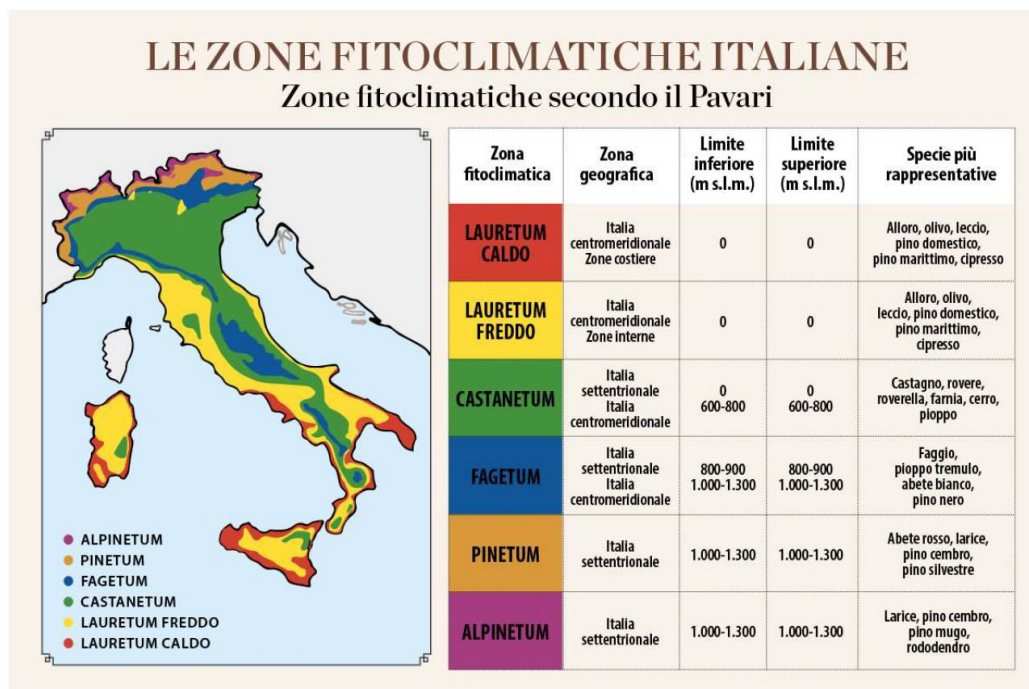 LE ZONE FITOCLIMATICHE ITALIANE
Zone fitoclimatiche secondo il Pavari
ALPINETUM
PINETUM
FAGETUM
CASTANETUM
LAURETUM FREDDO
LAURETUM CALDO
Zona
fitoclimatica
Zona
geografica
Limite
inferiore
(m s.l.m.)
Limite
superiore
(m s.l.m.)
Specie più
rappresentative
LAURETUM
CALDO
Italia
centromeridionale
Zone costiere
0
0
Alloro, olivo, leccio,
pino domestico,
pino marittimo, cipresso
LAURETUM
FREDDO
Italia
centromeridionale
Zone interne
0
0
Alloro, olivo,
leccio, pino domestico,
pino marittimo,
cipresso
CASTANETUM
Italia
settentrionale
Italia
centromeridionale
0
600-800
0
600-800
Castagno, rovere,
roverella, farnia, cerro,
pioppo
FAGETUM
Italia
settentrionale
Italia
centromeridionale
800-900
1.000-1.300
800-900
1.000-1.300
Faggio,
pioppo tremulo,
abete bianco,
pino nero
PINETUM
Italia
settentrionale
1.000-1.300
1.000-1.300
Abete rosso, larice,
pino cembro,
pino silvestre
ALPINETUM
Italia
settentrionale
1.000-1.300
1.000-1.300
Larice, pino cembro,
pino mugo,
rododendro